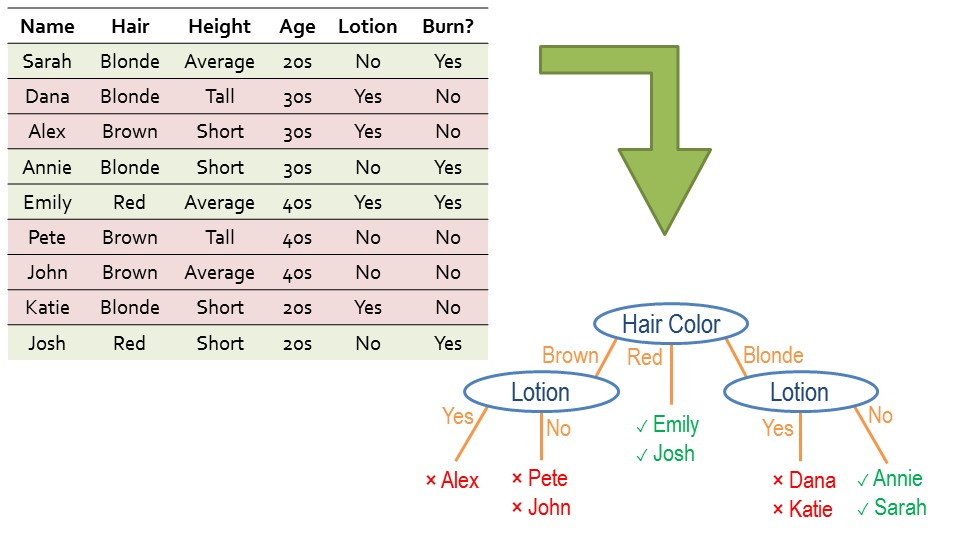 Name Hair Height Age Lotion Burn?
Sarah Blonde Average 20s No Yes
Dana Blonde Tall 30s Yes No
Alex Brown Short 30s Yes No
Annie Blonde Short 30s No Yes
Emily Red Average 40s Yes Yes
Pete Brown Tall 40s No No
John Brown Average 40s No No
Katie Blonde Short 20s Yes No
Josh Red Short 20s No Yes
Hair Color
Brown Red Blonde
Lotion Lotion
Yes No Yes No
✓ Emily
✓ Josh
× Alex
× Pete
× John
× Dana
× Katie
✓ Annie
✓ Sarah